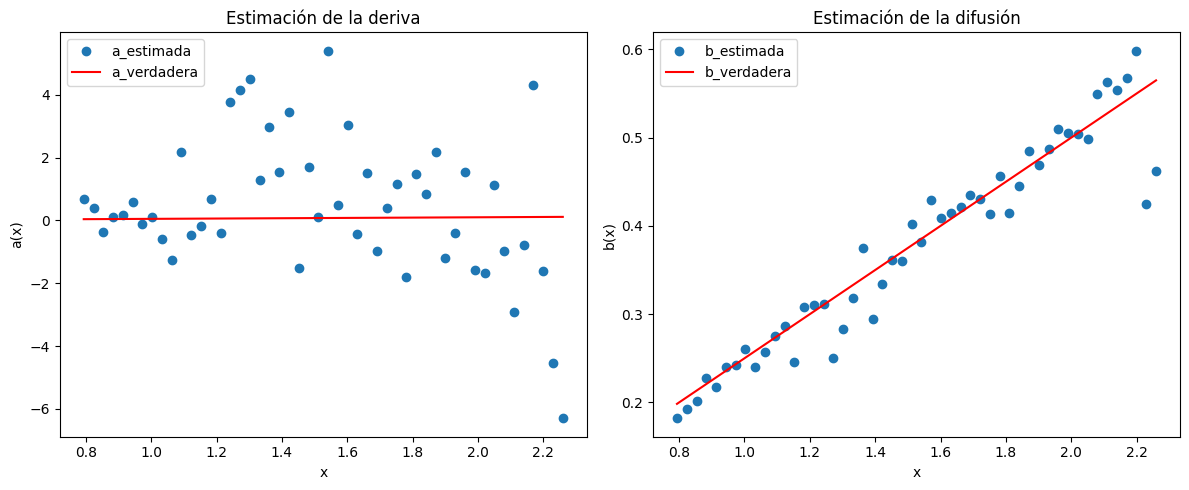 Estimación de la deriva
a_estimada
a_verdadera
a(x)
4
2
0
−2
−4
−6
0.8 1.0 1.2 1.4 1.6 1.8 2.0 2.2
x
Estimación de la difusión
b_estimada
b_verdadera
b(x)
0.6
0.5
0.4
0.3
0.2
0.8 1.0 1.2 1.4 1.6 1.8 2.0 2.2
x